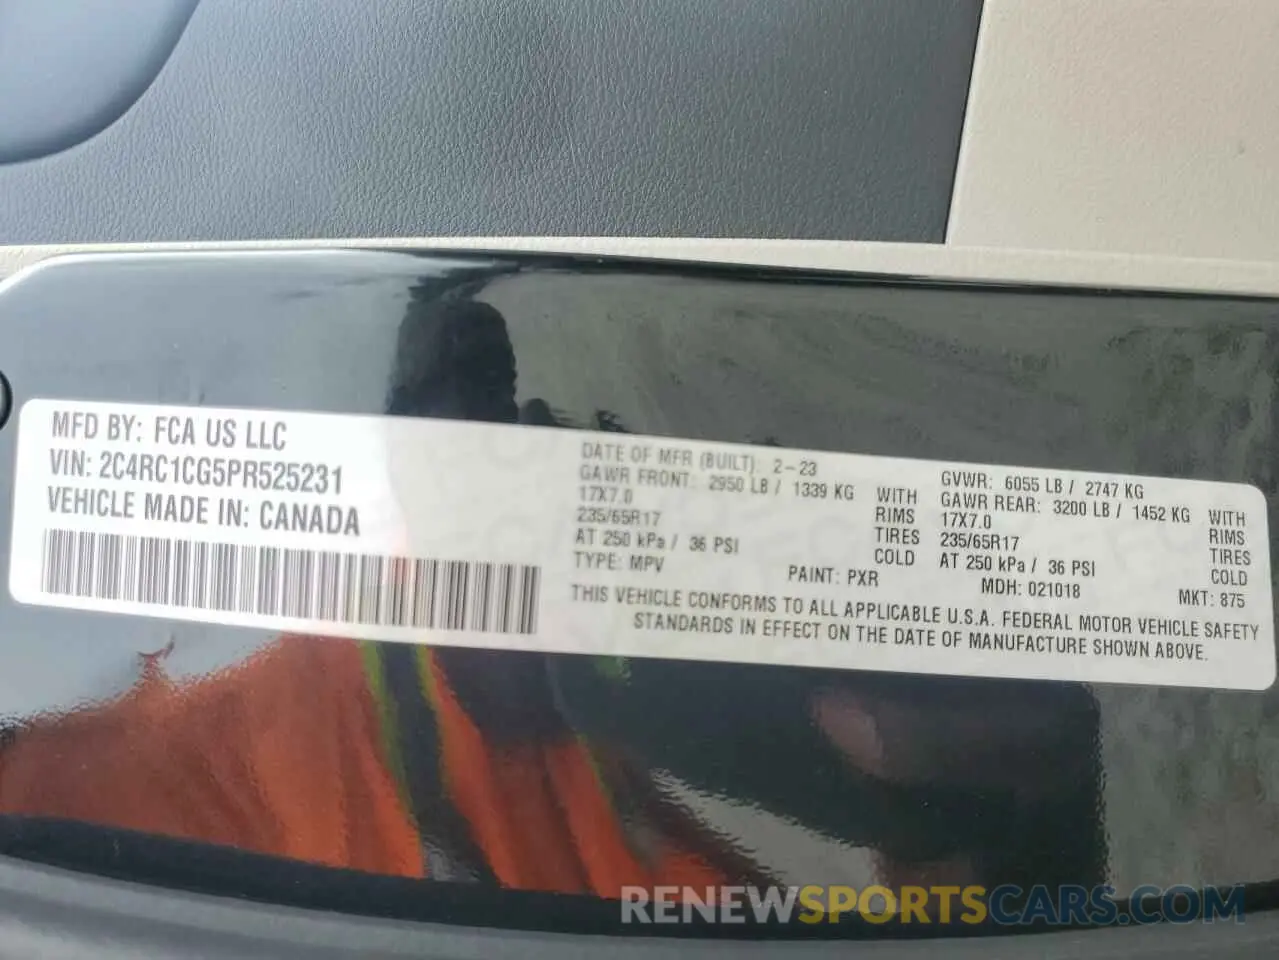 MFD BY: FCA US LLC
VIN: 2C4RC1CG5PR525231
VEHICLE MADE IN: CANADA
DATE OF MFR (BUILT): 2-23
GAWR FRONT: 2950 LB / 1339 KG WITH
17X7.0 RIMS
235/65R17 TIRES
AT 250 kPa / 36 PSI COLD
TYPE: MPV PAINT: PXR
GVWR: 6055 LB / 2747 KG
GAWR REAR: 3200 LB / 1452 KG WITH
17X7.0 RIMS
235/65R17 TIRES
AT 250 kPa / 36 PSI COLD
MDH: 021018 MKT: 875
THIS VEHICLE CONFORMS TO ALL APPLICABLE U.S.A. FEDERAL MOTOR VEHICLE SAFETY
STANDARDS IN EFFECT ON THE DATE OF MANUFACTURE SHOWN ABOVE.
RENEWSPORTSCARS.COM